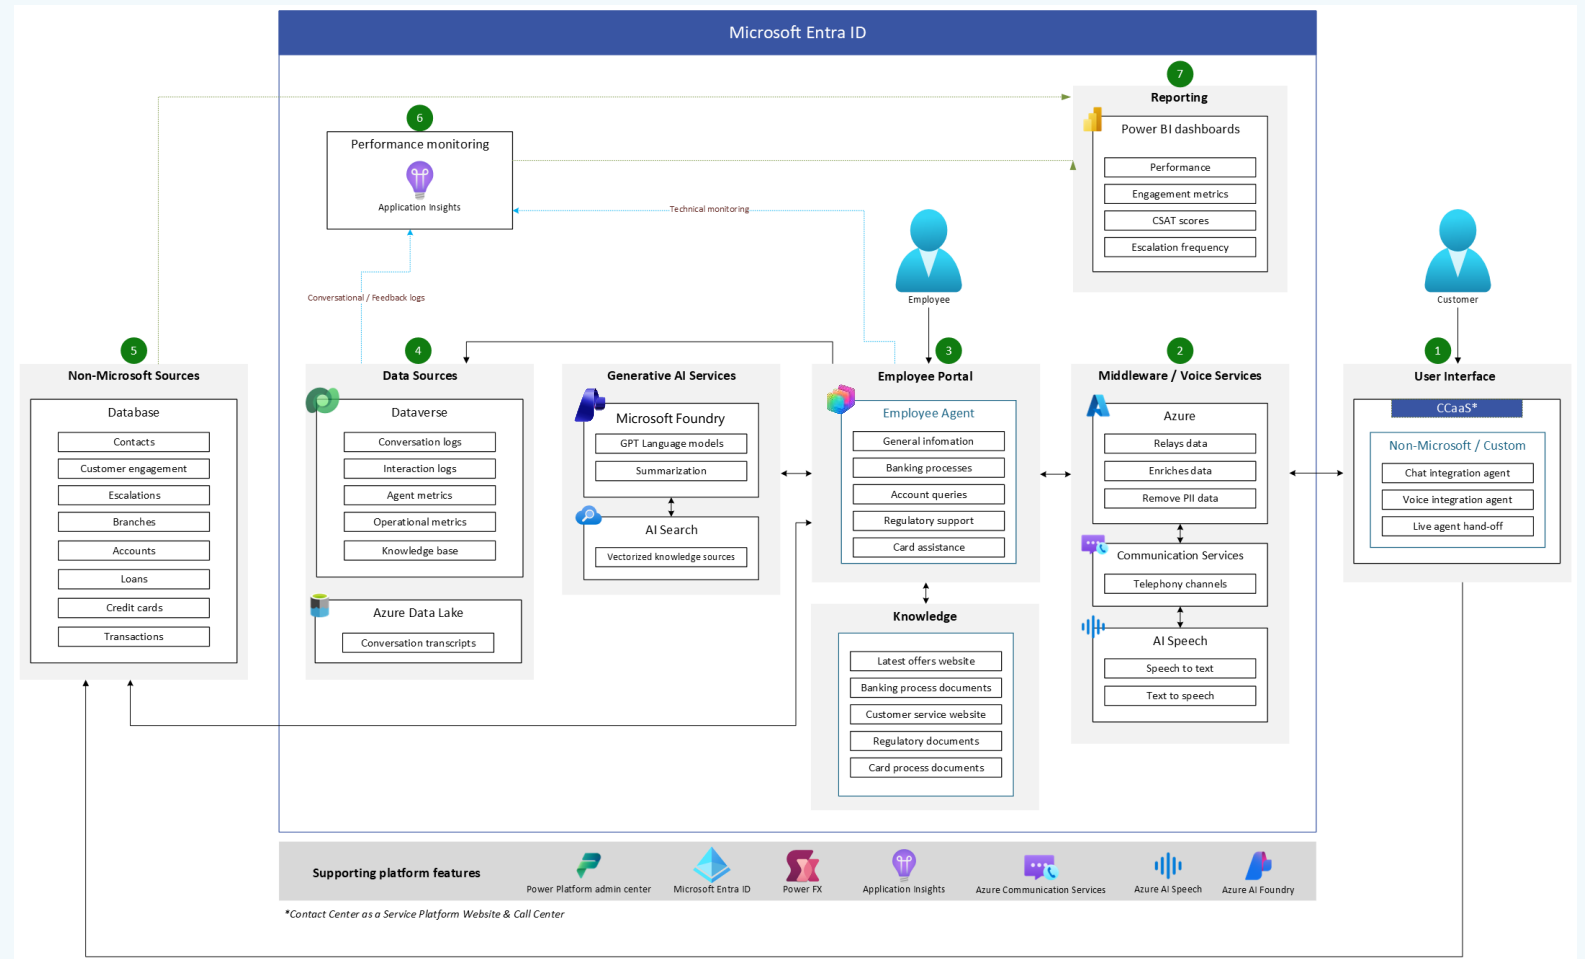 Microsoft Entra ID
7
Reporting
Power BI dashboards
Performance
Engagement metrics
CSAT scores
Escalation frequency
6
Performance monitoring
Application Insights
Technical monitoring
Conversational / Feedback logs
Employee
Customer
5
Non-Microsoft Sources
Database
Contacts
Customer engagement
Escalations
Branches
Accounts
Loans
Credit cards
Transactions
4
Data Sources
Dataverse
Conversation logs
Interaction logs
Agent metrics
Operational metrics
Knowledge base
Azure Data Lake
Conversation transcripts
Generative AI Services
Microsoft Foundry
GPT Language models
Summarization
AI Search
Vectorized knowledge sources
3
Employee Portal
Employee Agent
General infomation
Banking processes
Account queries
Regulatory support
Card assistance
Knowledge
Latest offers website
Banking process documents
Customer service website
Regulatory documents
Card process documents
2
Middleware / Voice Services
Azure
Relays data
Enriches data
Remove PII data
Communication Services
Telephony channels
AI Speech
Speech to text
Text to speech
1
User Interface
CCaaS*
Non-Microsoft / Custom
Chat integration agent
Voice integration agent
Live agent hand-off
Supporting platform features
Power Platform admin center
Microsoft Entra ID
Power FX
Application Insights
Azure Communication Services
Azure AI Speech
Azure AI Foundry
*Contact Center as a Service Platform Website & Call Center